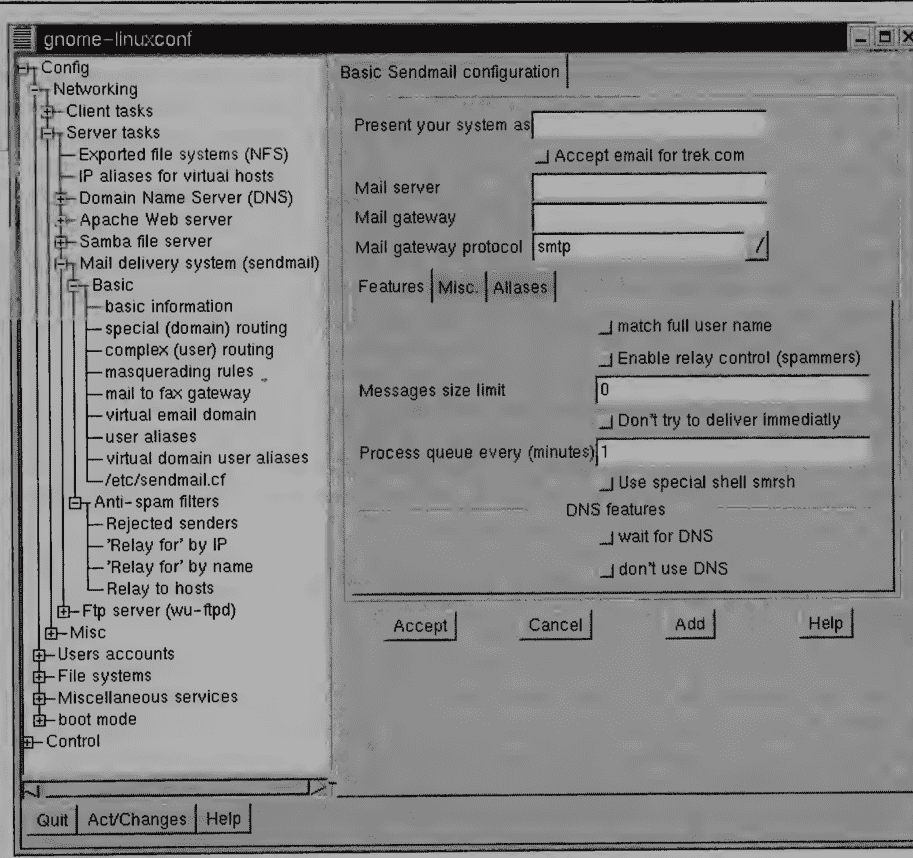 gnome-linuxconf
Config
Networking
Client tasks
Server tasks
Exported file systems (NFS)
IP aliases for virtual hosts
Domain Name Server (DNS)
Apache Web server
Samba file server
Mail delivery system (sendmail)
Basic
basic information
special (domain) routing
complex (user) routing
masquerading rules
mail to fax gateway
virtual email domain
user aliases
virtual domain user aliases
/etc/sendmail.cf
Anti-spam filters
Rejected senders
'Relay for' by IP
'Relay for' by name
Relay to hosts
Ftp server (wu-ftpd)
Misc
Users accounts
File systems
Miscellaneous services
boot mode
Control
Quit Act/Changes Help
Basic Sendmail configuration
Present your system as
Accept email for trek.com
Mail server
Mail gateway
Mail gateway protocol smtp
Features Misc. Aliases
match full user name
Enable relay control (spammers)
Messages size limit 0
Don't try to deliver immediatly
Process queue every (minutes) 1
Use special shell smrsh
DNS features
wait for DNS
don't use DNS
Accept Cancel Add Help